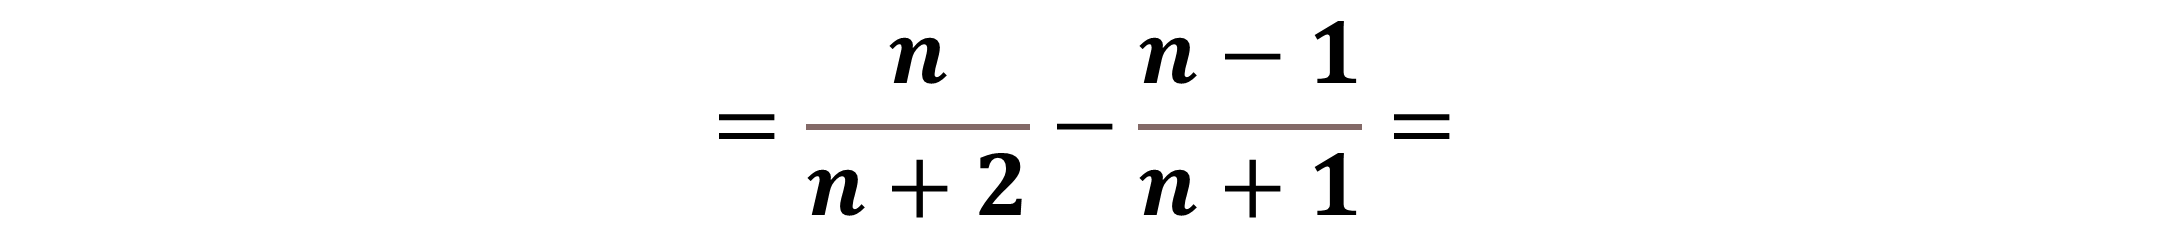 = n/(n + 2) − (n − 1)/(n + 1) =